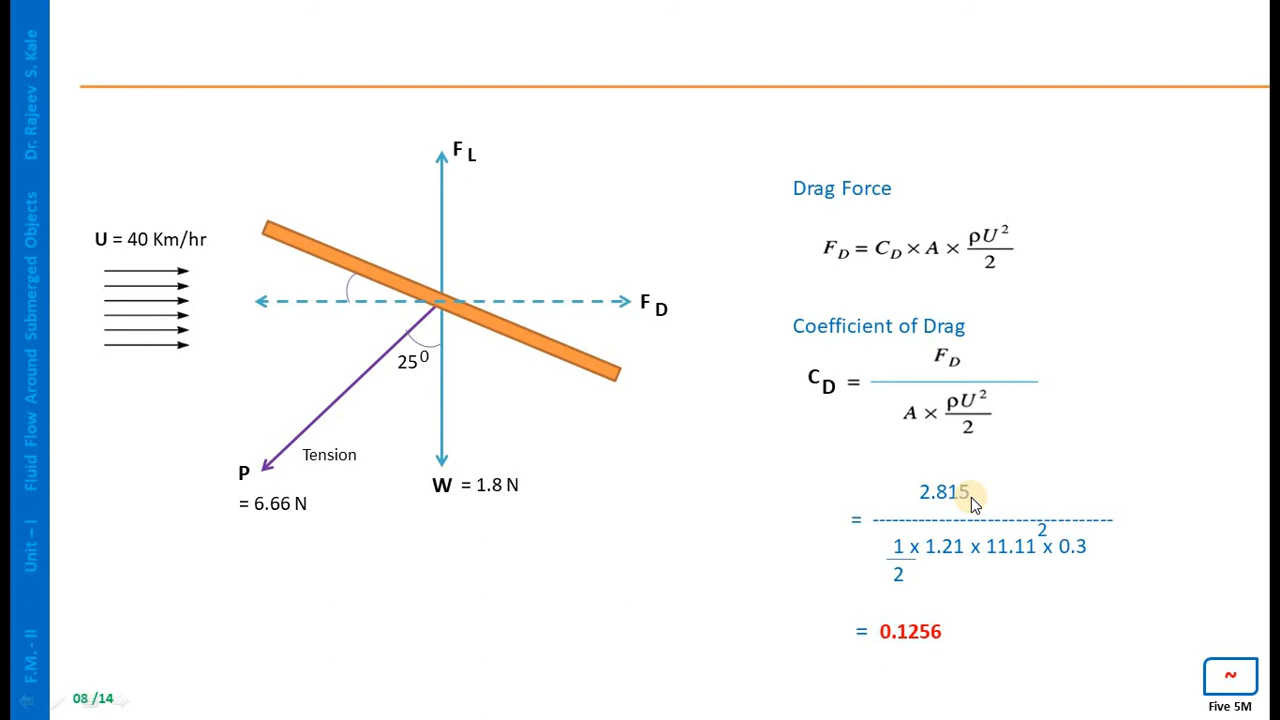 F.M. - II Unit – I Fluid Flow Around Submerged Objects Dr. Rajeev S. Kale
U = 40 Km/hr
F L
F D
25⁰
Tension
P
= 6.66 N
W = 1.8 N
Drag Force
F_D = C_D × A × ρU² / 2
Coefficient of Drag
C_D = F_D / (A × ρU² / 2)
2.815
= ------------------------------------
1/2 x 1.21 x 11.11² x 0.3
= 0.1256
08 /14
~
Five 5M